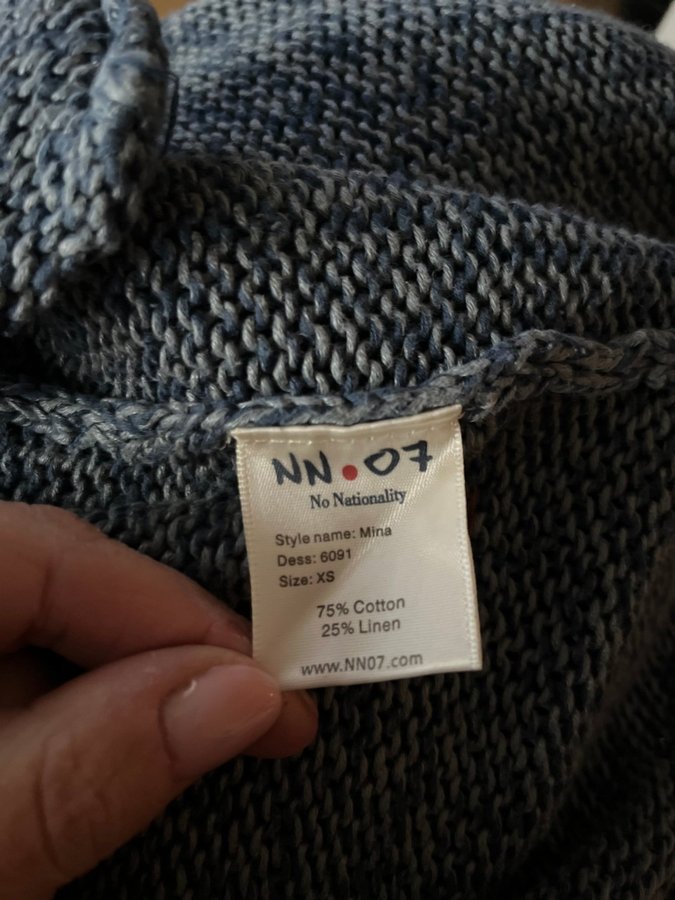 NN.07
No Nationality
Style name: Mina
Dess: 6091
Size: XS
75% Cotton
25% Linen
www.NN07.com